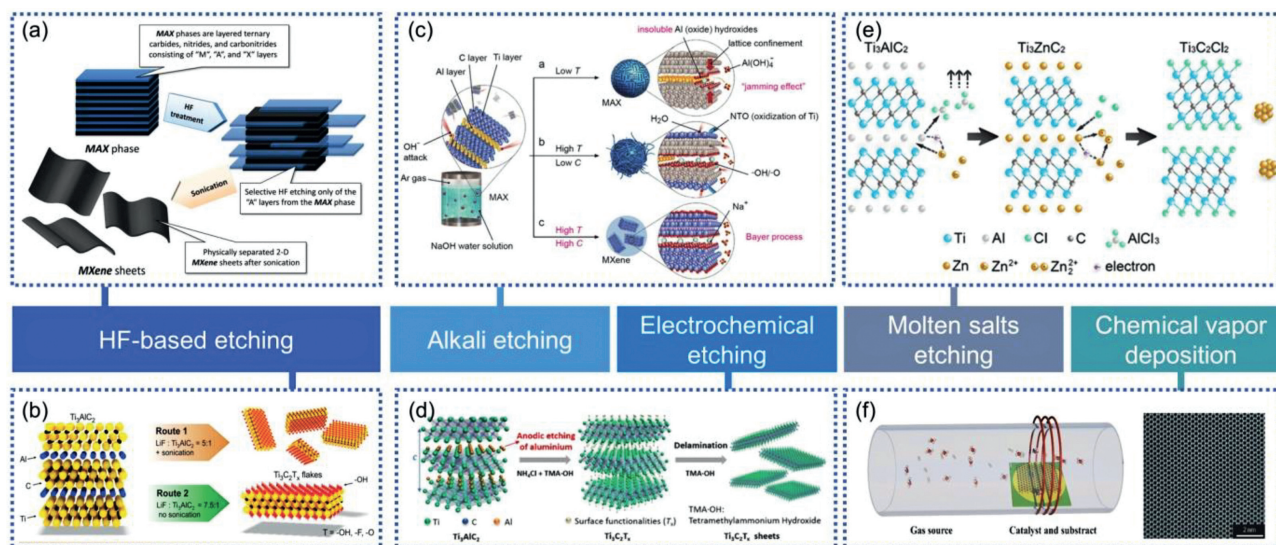 (a)
MAX phases are layered ternary
carbides, nitrides, and carbonitrides
consisting of "M", "A", and "X" layers
HF
treatment
MAX phase
Sonication
Selective HF etching only of the
"A" layers from the MAX phase
Physically separated 2-D
MXene sheets after sonication
MXene sheets
(c)
C layer
Ti layer
Al layer
OH⁻
attack
Ar gas
MAX
NaOH water solution
a
Low T
MAX
insoluble Al (oxide) hydroxides
lattice confinement
Al(OH)₄⁻
"jamming effect"
b
High T
Low C
H₂O
NTO (oxidization of Ti)
-OH/-O
c
High T
High C
MXene
Na⁺
Bayer process
(e)
Ti₃AlC₂
Ti₃ZnC₂
Ti₃C₂Cl₂
Ti
Al
Cl
C
AlCl₃
Zn
Zn²⁺
Zn₂²⁺
electron
HF-based etching
Alkali etching
Electrochemical
etching
Molten salts
etching
Chemical vapor
deposition
(b)
Ti₃AlC₂
Al
C
Ti
Route 1
LiF : Ti₃AlC₂ = 5:1
+ sonication
Route 2
LiF : Ti₃AlC₂ = 7.5:1
no sonication
Ti₃C₂Tₓ flakes
-OH
T = -OH, -F, -O
(d)
c
Anodic etching
of aluminium
NH₄Cl + TMA-OH
Delamination
TMA-OH
Ti
C
Al
Surface functionalities (Tₓ)
TMA-OH:
Tetramethylammonium Hydroxide
Ti₃AlC₂
Ti₃C₂Tₓ
Ti₃C₂Tₓ sheets
(f)
Gas source
Catalyst and substract
2 nm